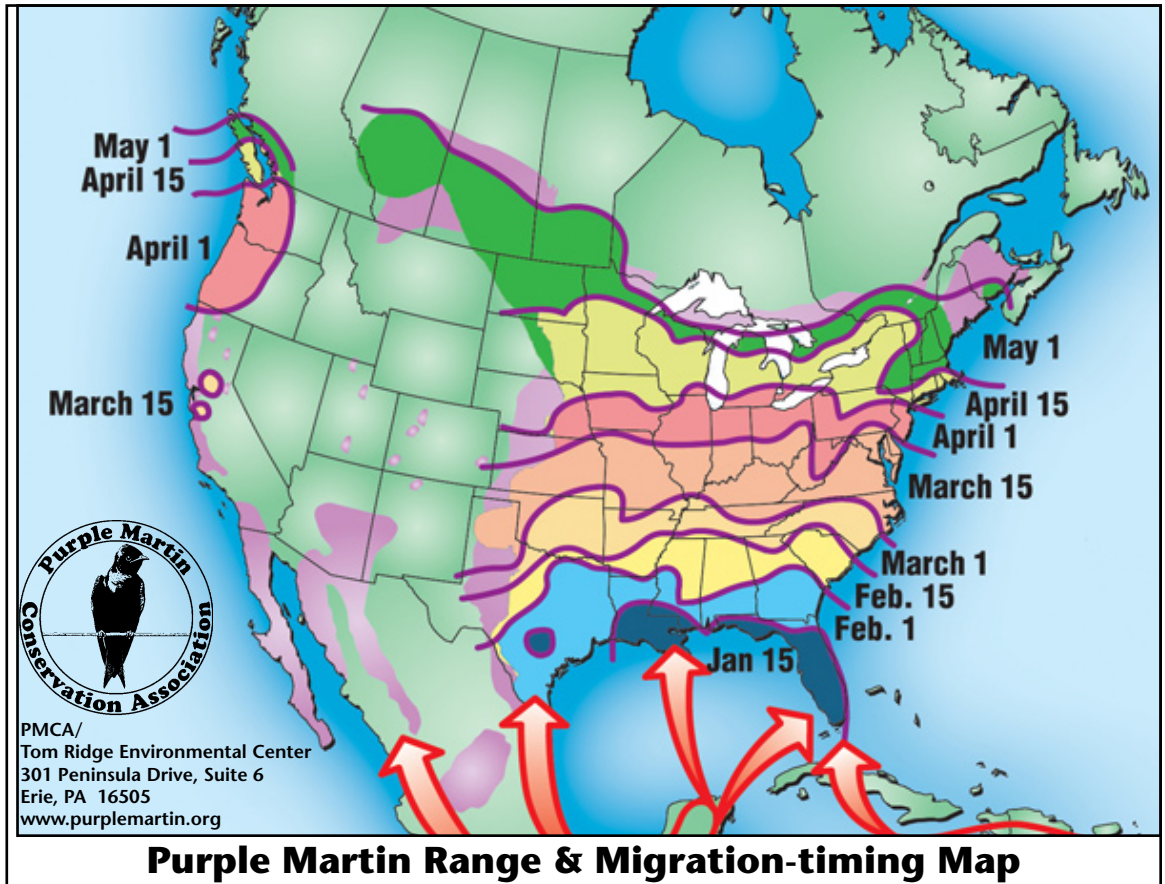 May 1
April 15
April 1
March 15
May 1
April 15
April 1
March 15
March 1
Feb. 15
Feb. 1
Jan 15
Purple Martin
Conservation Association
PMCA/
Tom Ridge Environmental Center
301 Peninsula Drive, Suite 6
Erie, PA 16505
www.purplemartin.org
Purple Martin Range & Migration-timing Map